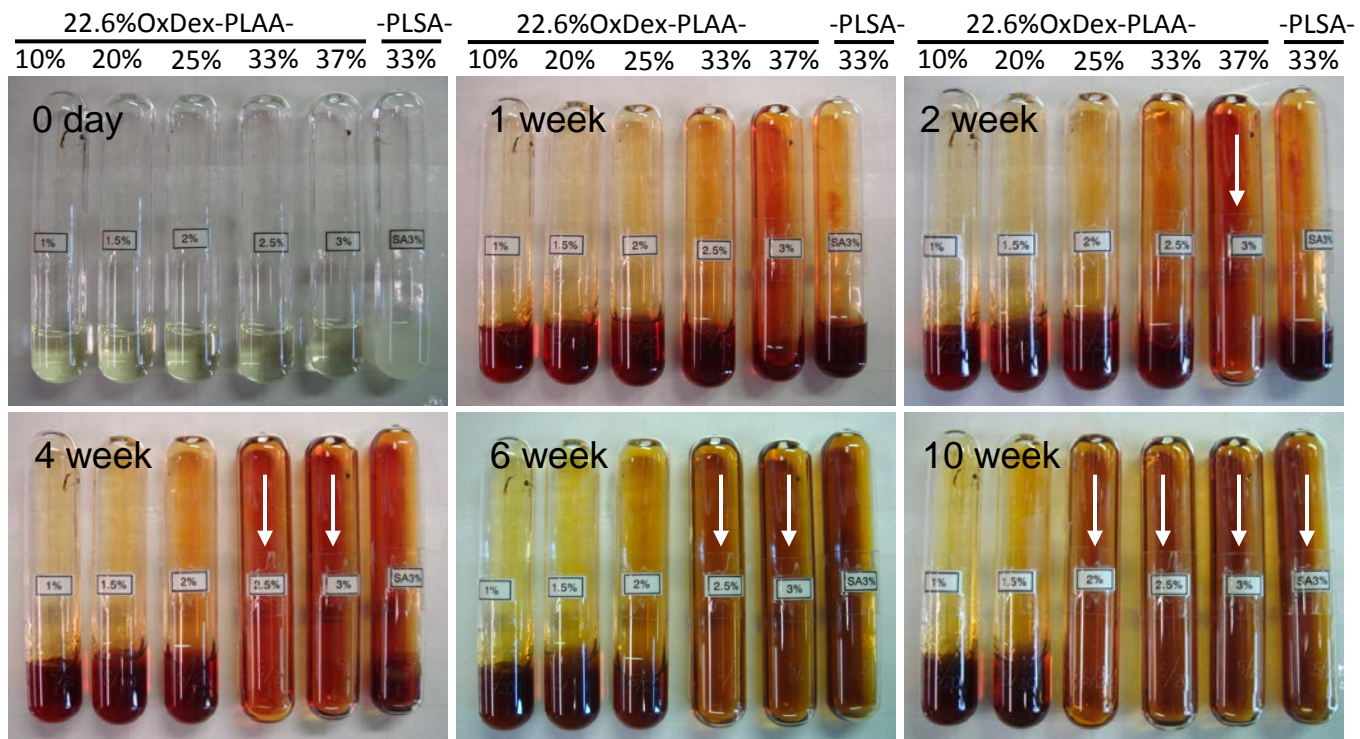 22.6%OxDex-PLAA- -PLSA- 22.6%OxDex-PLAA- -PLSA- 22.6%OxDex-PLAA- -PLSA-
10% 20% 25% 33% 37% 33% 10% 20% 25% 33% 37% 33% 10% 20% 25% 33% 37% 33%
0 day
1% 1.5% 2% 2.5% 3% SA3%
1 week
1% 1.5% 2% 2.5% 3% SA3%
2 week
1% 1.5% 2% 2.5% 3% SA3%
4 week
1% 1.5% 2% 2.5% 3% SA3%
6 week
1% 1.5% 2% 2.5% 3% SA3%
10 week
1% 1.5% 2% 2.5% 3% SA3%